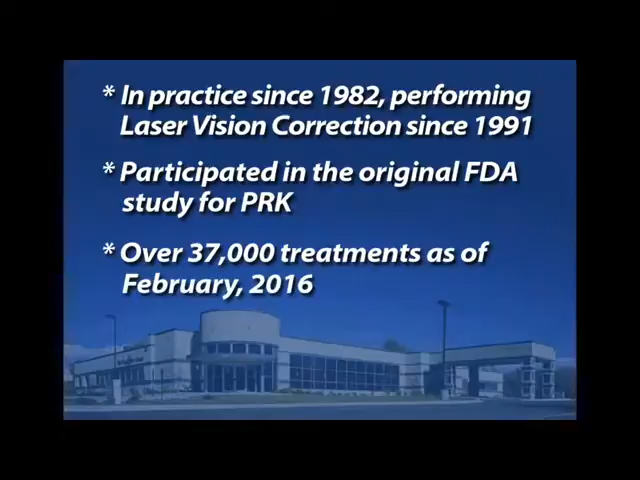 * In practice since 1982, performing
Laser Vision Correction since 1991
* Participated in the original FDA
study for PRK
* Over 37,000 treatments as of
February, 2016